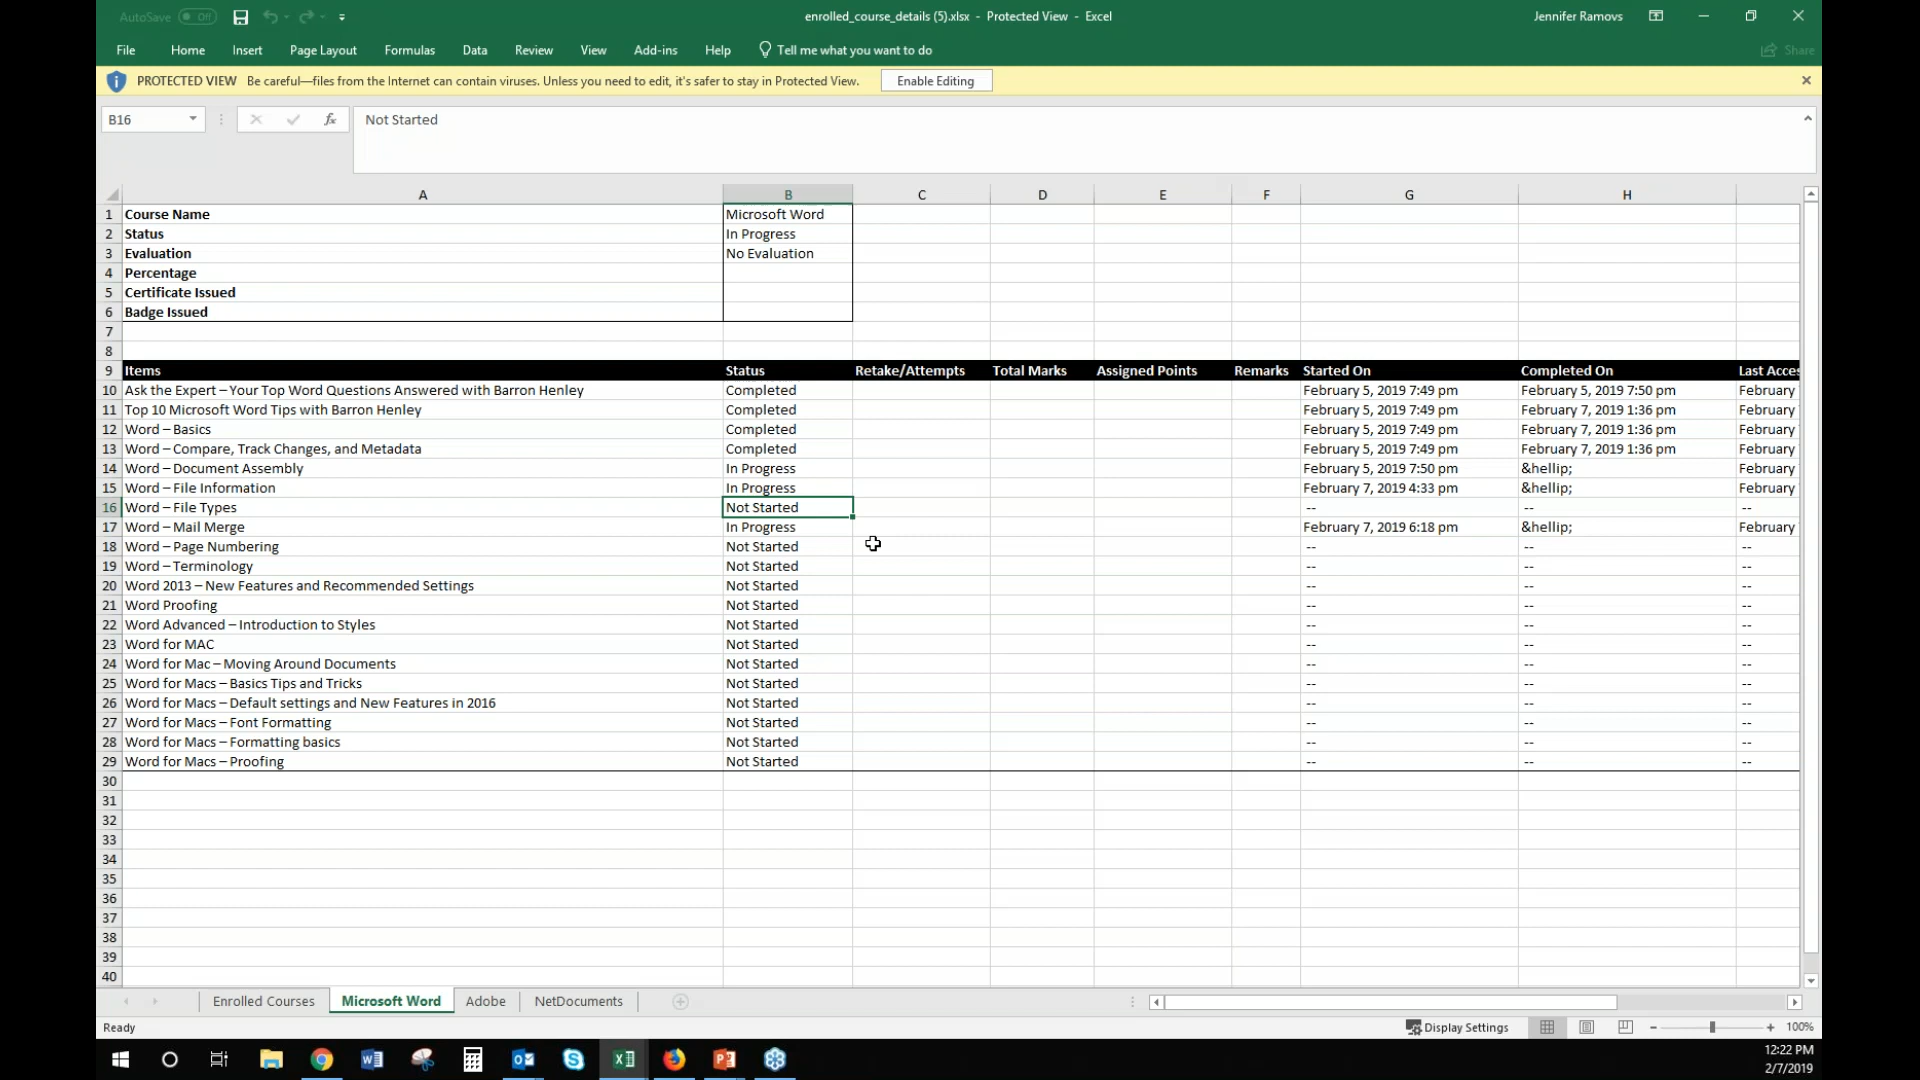 AutoSave Off
enrolled_course_details (5).xlsx - Protected View - Excel
Jennifer Ramovs
File Home Insert Page Layout Formulas Data Review View Add-ins Help Tell me what you want to do Share
PROTECTED VIEW Be careful—files from the Internet can contain viruses. Unless you need to edit, it's safer to stay in Protected View. Enable Editing
B16 fx Not Started
A B C D E F G H
1 Course Name Microsoft Word
2 Status In Progress
3 Evaluation No Evaluation
4 Percentage
5 Certificate Issued
6 Badge Issued
7
8
9 Items Status Retake/Attempts Total Marks Assigned Points Remarks Started On Completed On Last Acces
10 Ask the Expert – Your Top Word Questions Answered with Barron Henley Completed February 5, 2019 7:49 pm February 5, 2019 7:50 pm February
11 Top 10 Microsoft Word Tips with Barron Henley Completed February 5, 2019 7:49 pm February 7, 2019 1:36 pm February
12 Word – Basics Completed February 5, 2019 7:49 pm February 7, 2019 1:36 pm February
13 Word – Compare, Track Changes, and Metadata Completed February 5, 2019 7:49 pm February 7, 2019 1:36 pm February
14 Word – Document Assembly In Progress February 5, 2019 7:50 pm &hellip; February
15 Word – File Information In Progress February 7, 2019 4:33 pm &hellip; February
16 Word – File Types Not Started -- -- --
17 Word – Mail Merge In Progress February 7, 2019 6:18 pm &hellip; February
18 Word – Page Numbering Not Started -- -- --
19 Word – Terminology Not Started -- -- --
20 Word 2013 – New Features and Recommended Settings Not Started -- -- --
21 Word Proofing Not Started -- -- --
22 Word Advanced – Introduction to Styles Not Started -- -- --
23 Word for MAC Not Started -- -- --
24 Word for Mac – Moving Around Documents Not Started -- -- --
25 Word for Macs – Basics Tips and Tricks Not Started -- -- --
26 Word for Macs – Default settings and New Features in 2016 Not Started -- -- --
27 Word for Macs – Font Formatting Not Started -- -- --
28 Word for Macs – Formatting basics Not Started -- -- --
29 Word for Macs – Proofing Not Started -- -- --
30
31
32
33
34
35
36
37
38
39
40
Enrolled Courses Microsoft Word Adobe NetDocuments
Ready Display Settings 100%
12:22 PM
2/7/2019